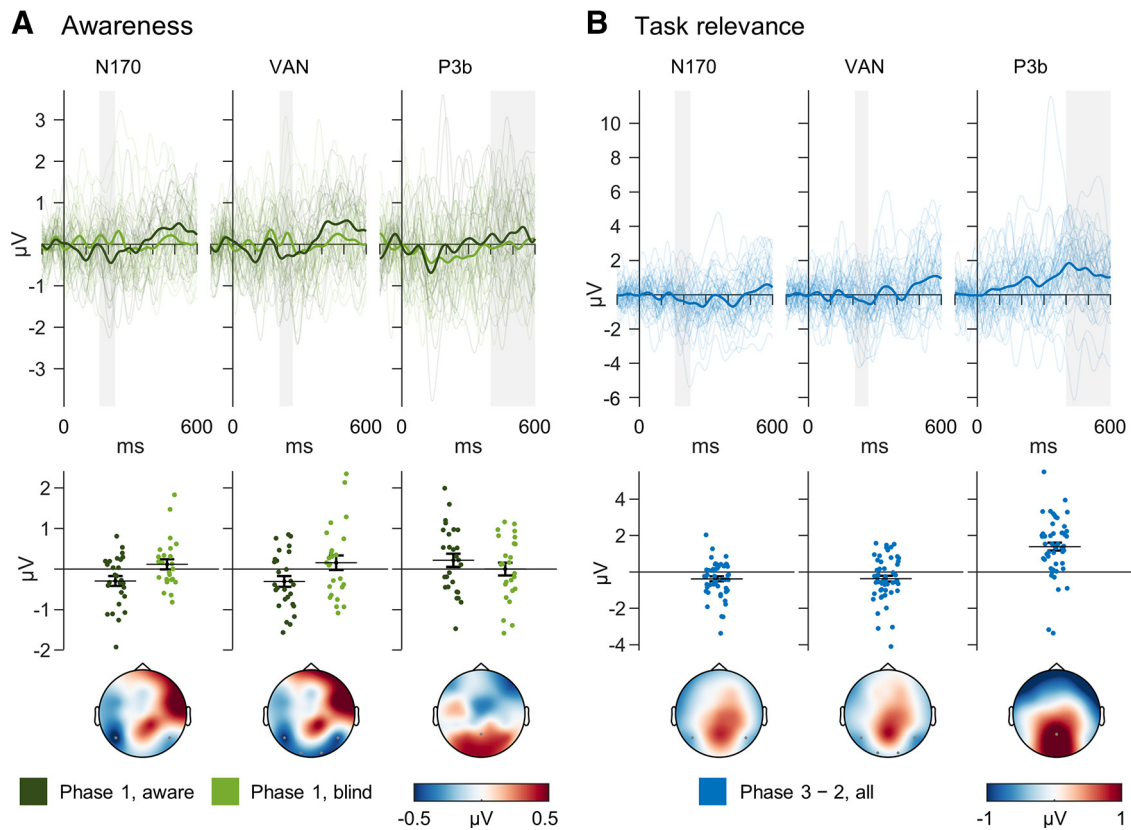 A Awareness
N170 VAN P3b
3
2
1
0
-1
-2
-3
µV
0 600 0 600 0 600
ms ms ms
2
1
0
-1
-2
µV
Phase 1, aware Phase 1, blind
-0.5 µV 0.5
B Task relevance
N170 VAN P3b
10
8
6
4
2
0
-2
-4
-6
µV
0 600 0 600 0 600
ms ms ms
4
2
0
-2
-4
µV
Phase 3 − 2, all
-1 µV 1